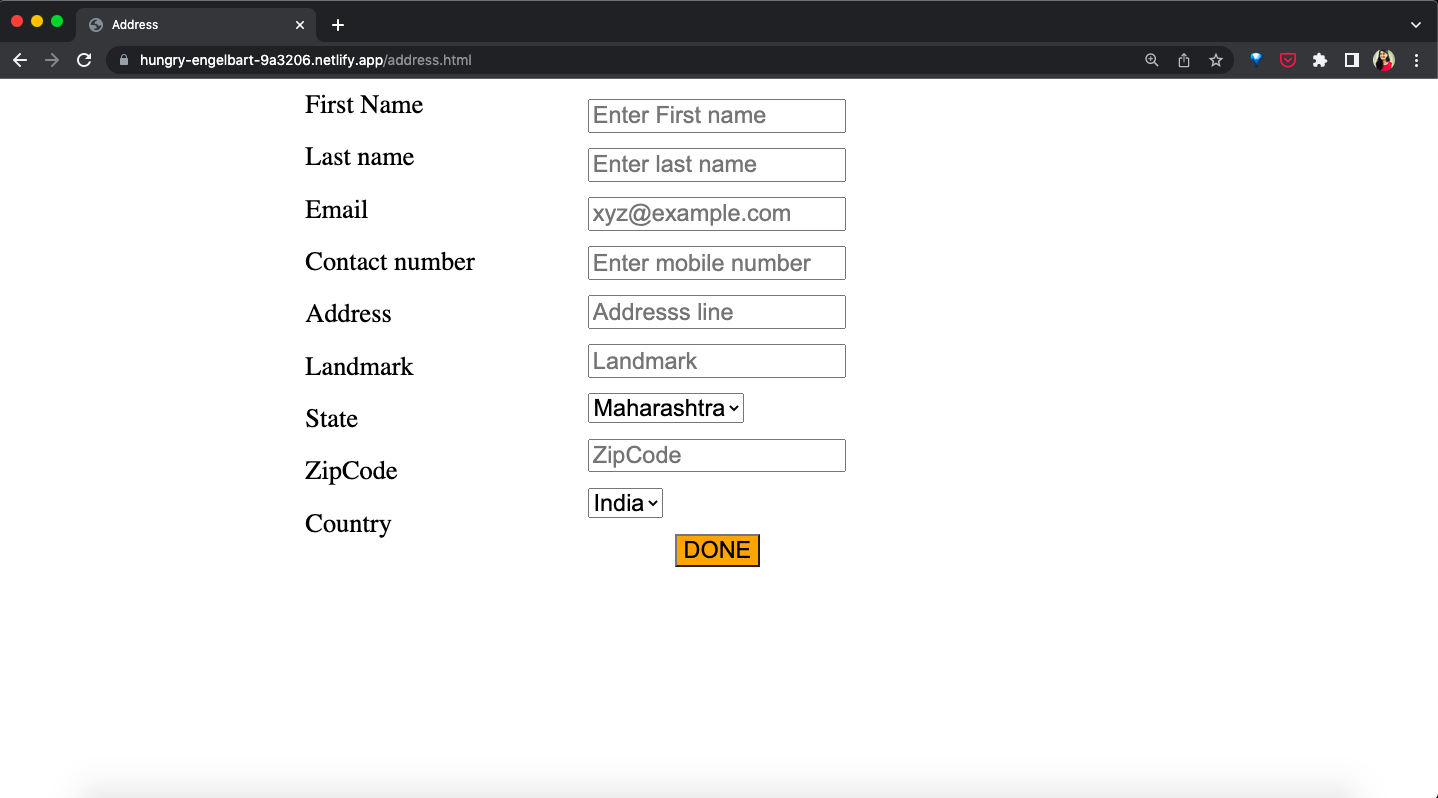 Address
hungry-engelbart-9a3206.netlify.app/address.html
First Name Enter First name
Last name Enter last name
Email xyz@example.com
Contact number Enter mobile number
Address Addresss line
Landmark Landmark
State Maharashtra
ZipCode ZipCode
Country India
DONE